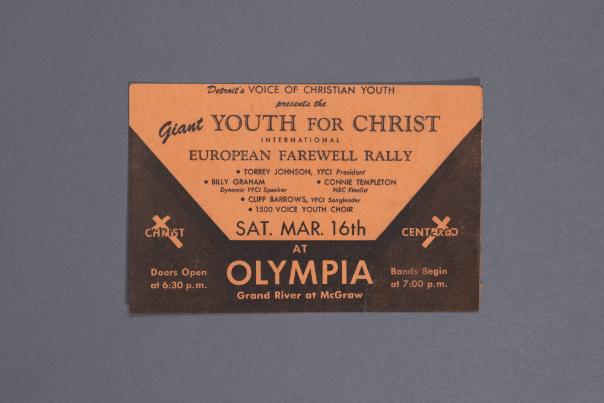 Detroit's VOICE OF CHRISTIAN YOUTH
presents the
Giant YOUTH FOR CHRIST
INTERNATIONAL
EUROPEAN FAREWELL RALLY
• TORREY JOHNSON, YFCI President
• BILLY GRAHAM
Dynamic YFCI Speaker
• CONNIE TEMPLETON
NBC Finalist
• CLIFF BARROWS, YFCI Songleader
• 1500 VOICE YOUTH CHOIR
SAT. MAR. 16th
CHRIST
CENTERED
AT
OLYMPIA
Grand River at McGraw
Doors Open
at 6:30 p.m.
Bands Begin
at 7:00 p.m.